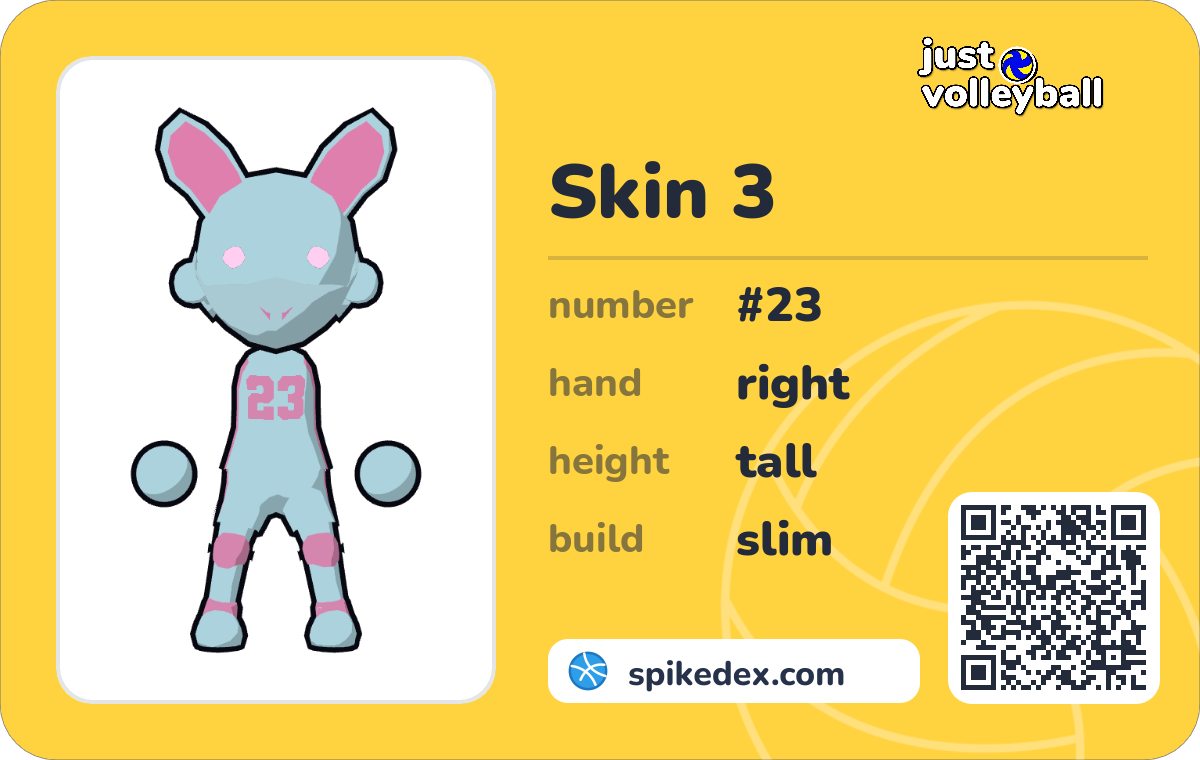 just
volleyball
Skin 3
number #23
hand right
height tall
build slim
23
spikedex.com